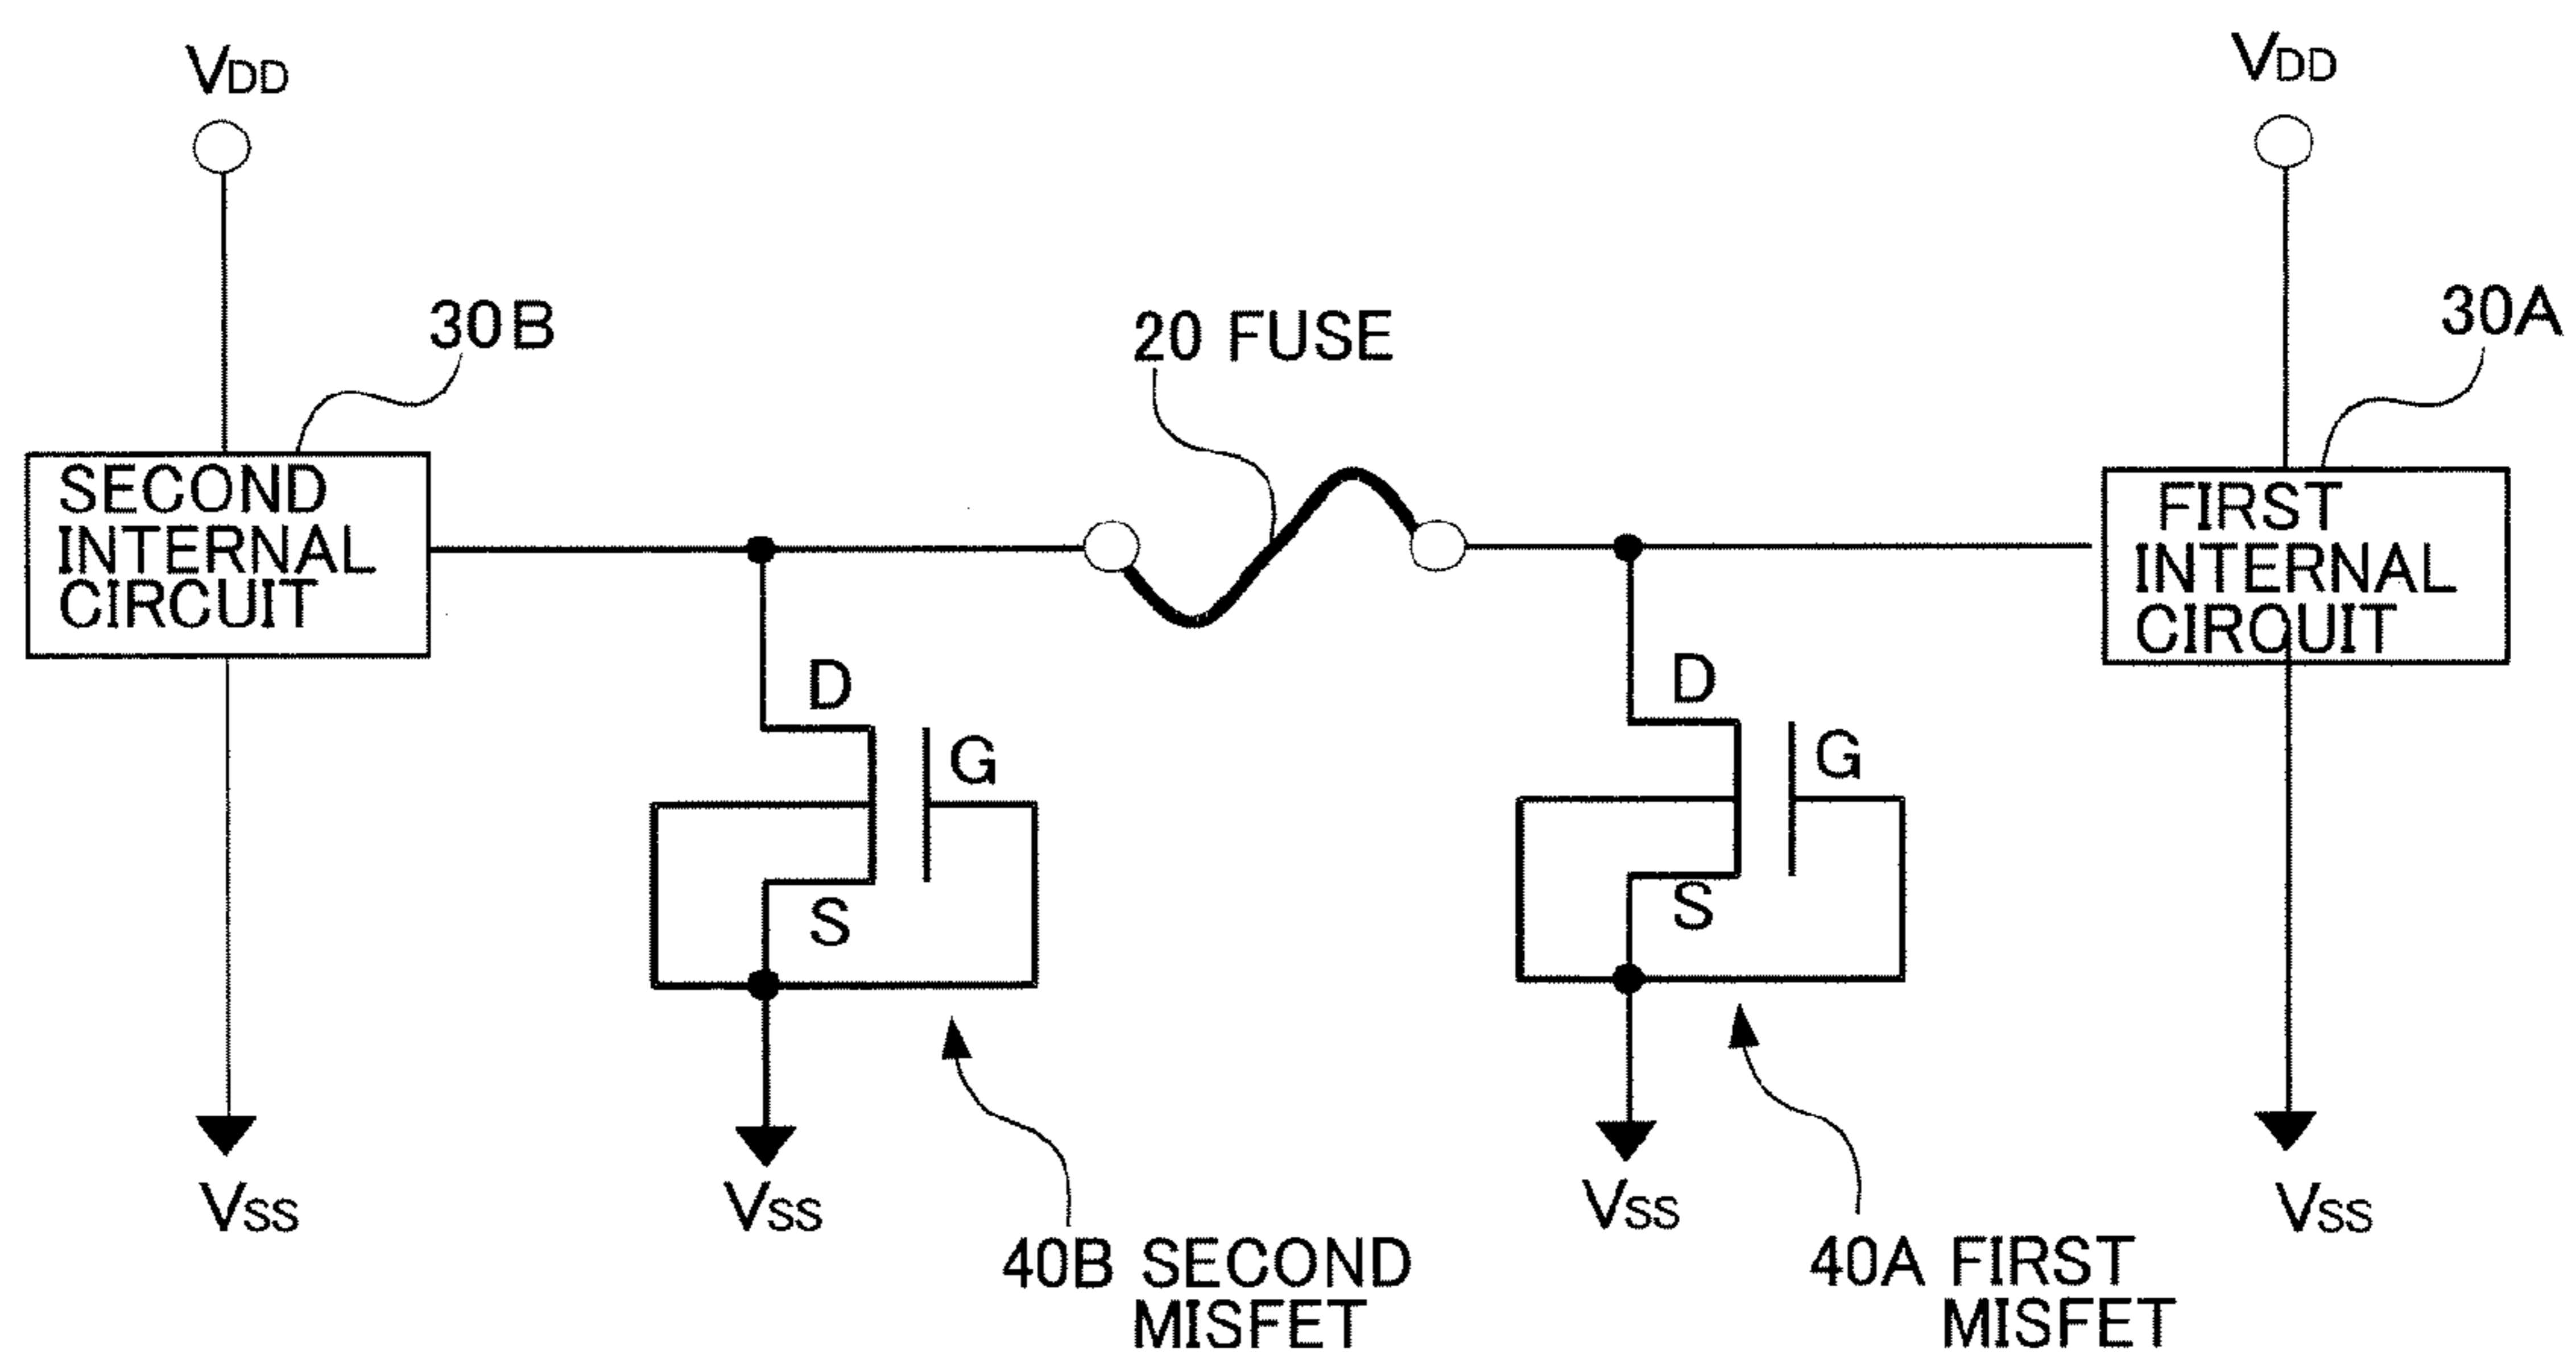 VDD
VDD
30B
20 FUSE
30A
SECOND
INTERNAL
CIRCUIT
FIRST
INTERNAL
CIRCUIT
D
G
S
D
G
S
VSS
VSS
VSS
VSS
40B SECOND
MISFET
40A FIRST
MISFET